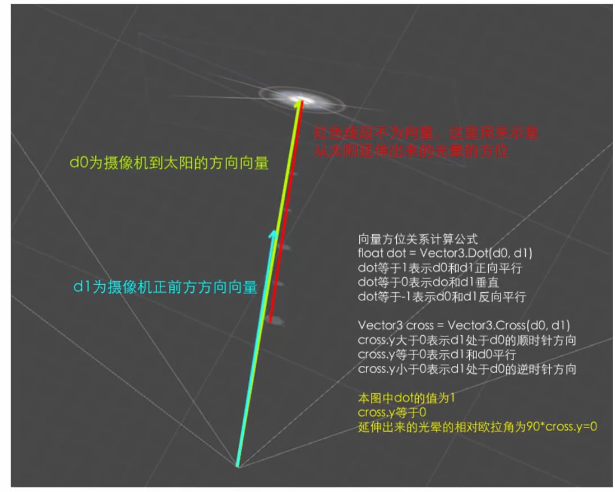 红实线段不为向量，这是用来示意
从太阳延伸出来的光晕的方位
d0为摄像机到太阳的方向向量
d1为摄像机正前方方向向量
向量方位关系计算公式
float dot = Vector3.Dot(d0, d1)
dot等于1表示d0和d1正向平行
dot等于0表示do和d1垂直
dot等于-1表示d0和d1反向平行
Vector3 cross = Vector3.Cross(d0, d1)
cross.y大于0表示d1处于d0的顺时针方向
cross.y等于0表示d1和d0平行
cross.y小于0表示d1处于d0的逆时针方向
本图中dot的值为1
cross.y等于0
延伸出来的光晕的相对欧拉角为90*cross.y=0